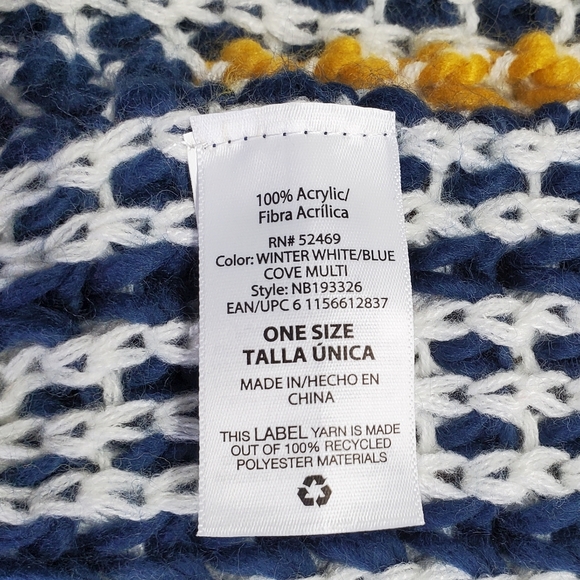 100% Acrylic/
Fibra Acrílica
RN# 52469
Color: WINTER WHITE/BLUE
COVE MULTI
Style: NB193326
EAN/UPC 6 1156612837
ONE SIZE
TALLA ÚNICA
MADE IN/HECHO EN
CHINA
THIS LABEL YARN IS MADE
OUT OF 100% RECYCLED
POLYESTER MATERIALS